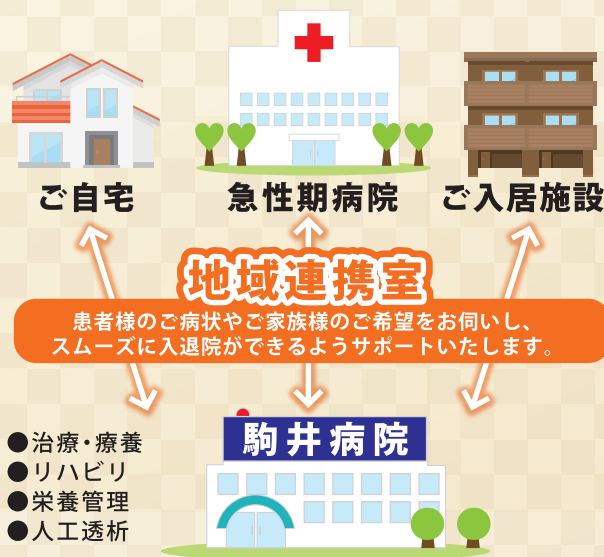 ご自宅
急性期病院
ご入居施設
地域連携室
患者様のご病状やご家族様のご希望をお伺いし、
スムーズに入退院ができるようサポートいたします。
駒井病院
●治療・療養
●リハビリ
●栄養管理
●人工透析